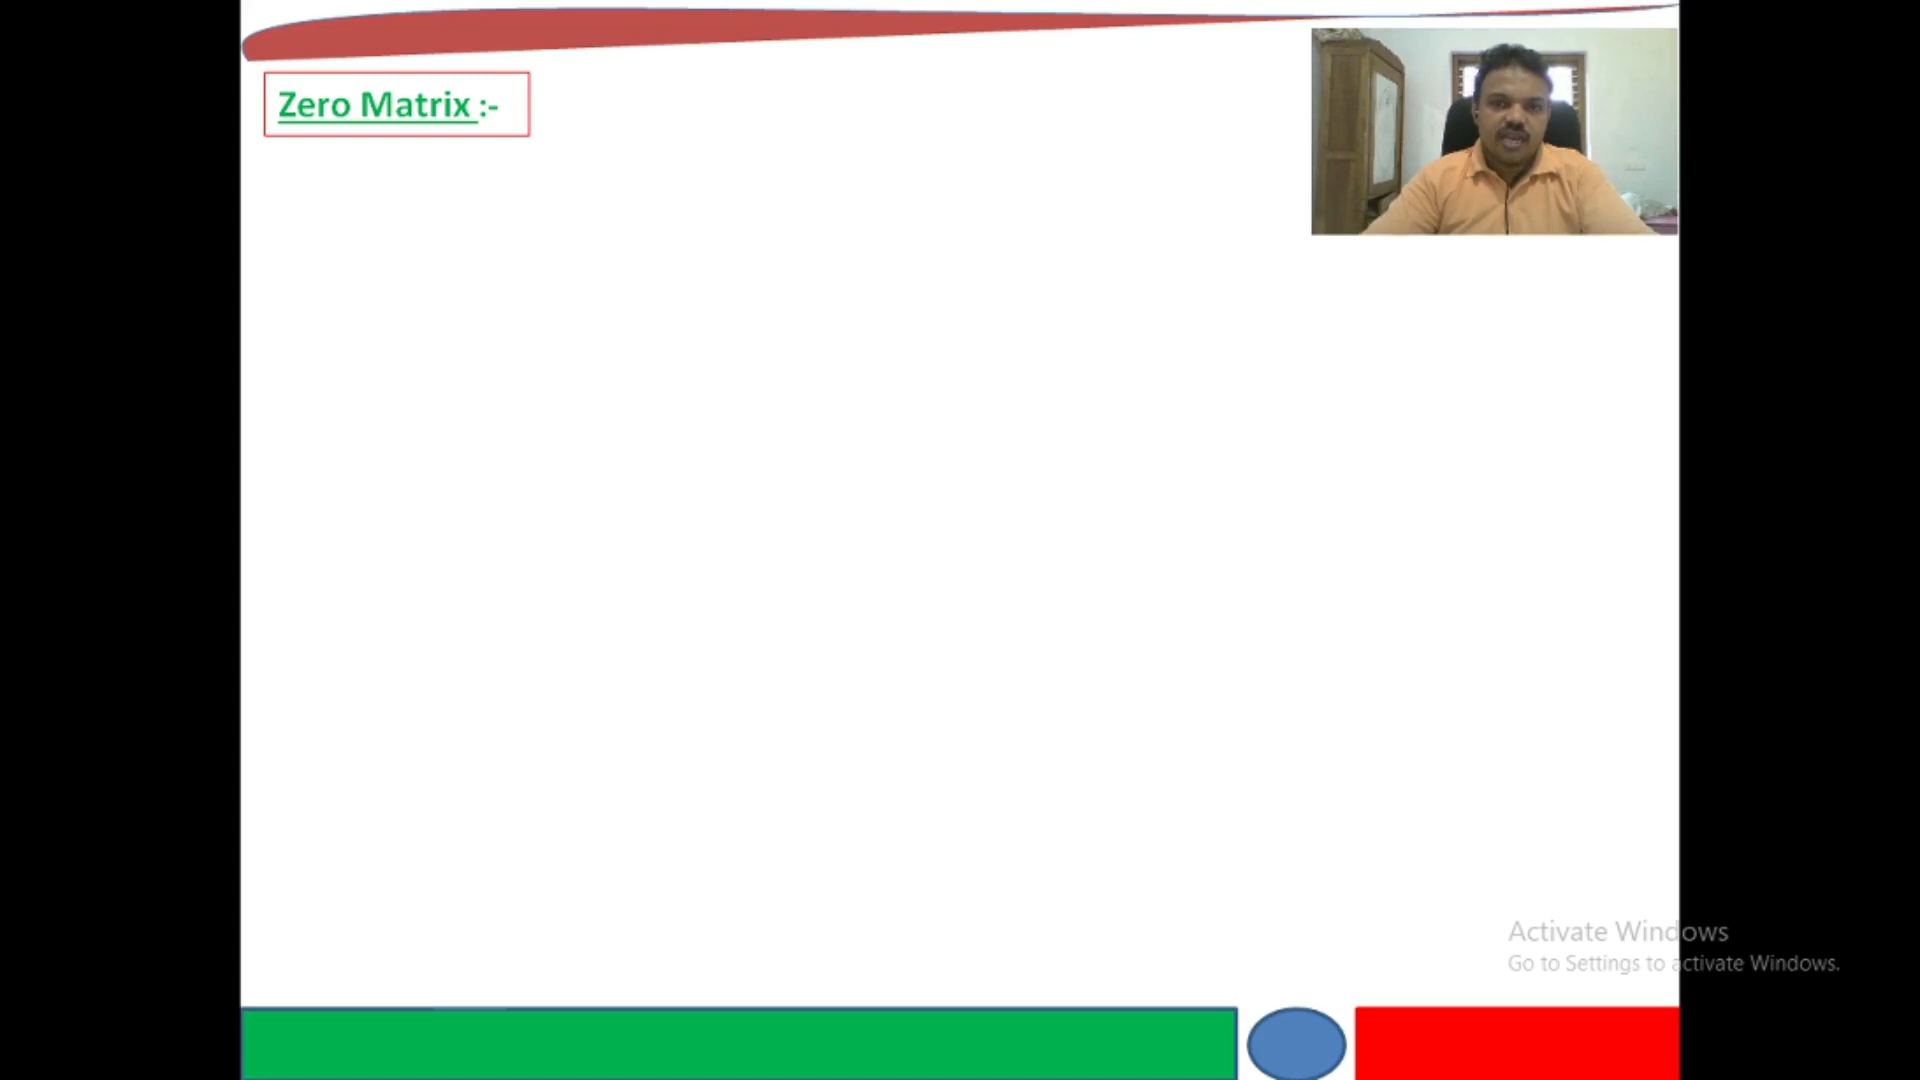 Zero Matrix :-
Activate Windows
Go to Settings to activate Windows.